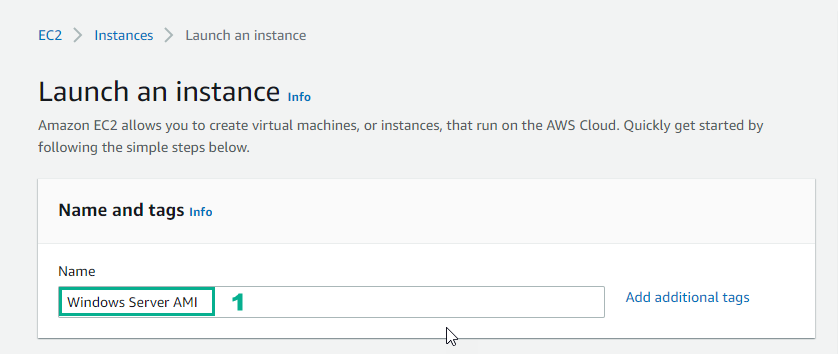 EC2 > Instances > Launch an instance
Launch an instance Info
Amazon EC2 allows you to create virtual machines, or instances, that run on the AWS Cloud. Quickly get started by
following the simple steps below.
Name and tags Info
Name
Windows Server AMI 1 Add additional tags